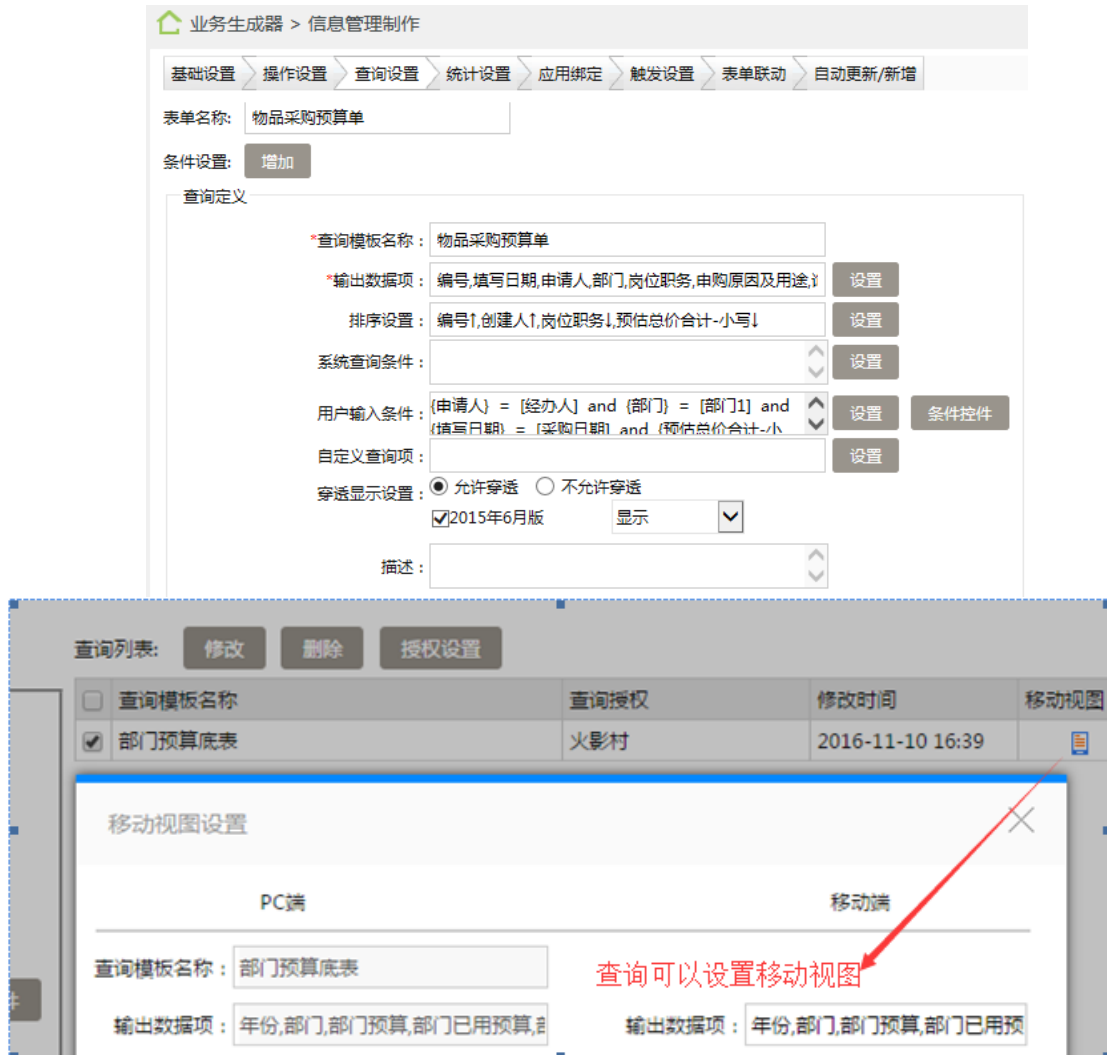 业务生成器 > 信息管理制作
基础设置 操作设置 查询设置 统计设置 应用绑定 触发设置 表单联动 自动更新/新增
表单名称: 物品采购预算单
条件设置: 增加
查询定义
*查询模板名称： 物品采购预算单
*输出数据项： 编号,填写日期,申请人,部门,岗位职务,申购原因及用途, 设置
排序设置： 编号↑,创建人↑,岗位职务↓,预估总价合计-小写↓ 设置
系统查询条件： 设置
用户输入条件： {申请人} = [经办人] and {部门} = [部门1] and 设置 条件控件
{填写日期} = [采购日期] and {预估总价合计-小
自定义查询项： 设置
穿透显示设置： 允许穿透 不允许穿透
2015年6月版 显示
描述：
查询列表: 修改 删除 授权设置
查询模板名称 查询授权 修改时间 移动视图
部门预算底表 火影村 2016-11-10 16:39
移动视图设置
PC端 移动端
查询模板名称： 部门预算底表
查询可以设置移动视图
输出数据项： 年份,部门,部门预算,部门已用预算, 输出数据项： 年份,部门,部门预算,部门已用预